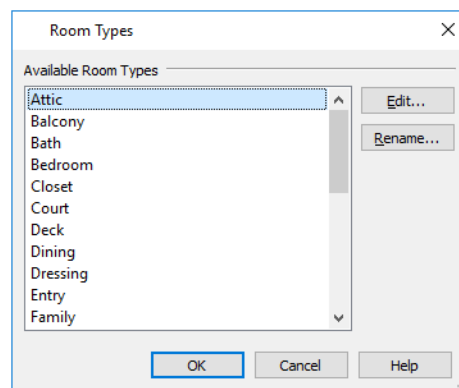 Room Types
Available Room Types
Attic
Balcony
Bath
Bedroom
Closet
Court
Deck
Dining
Dressing
Entry
Family
Edit...
Rename...
OK
Cancel
Help